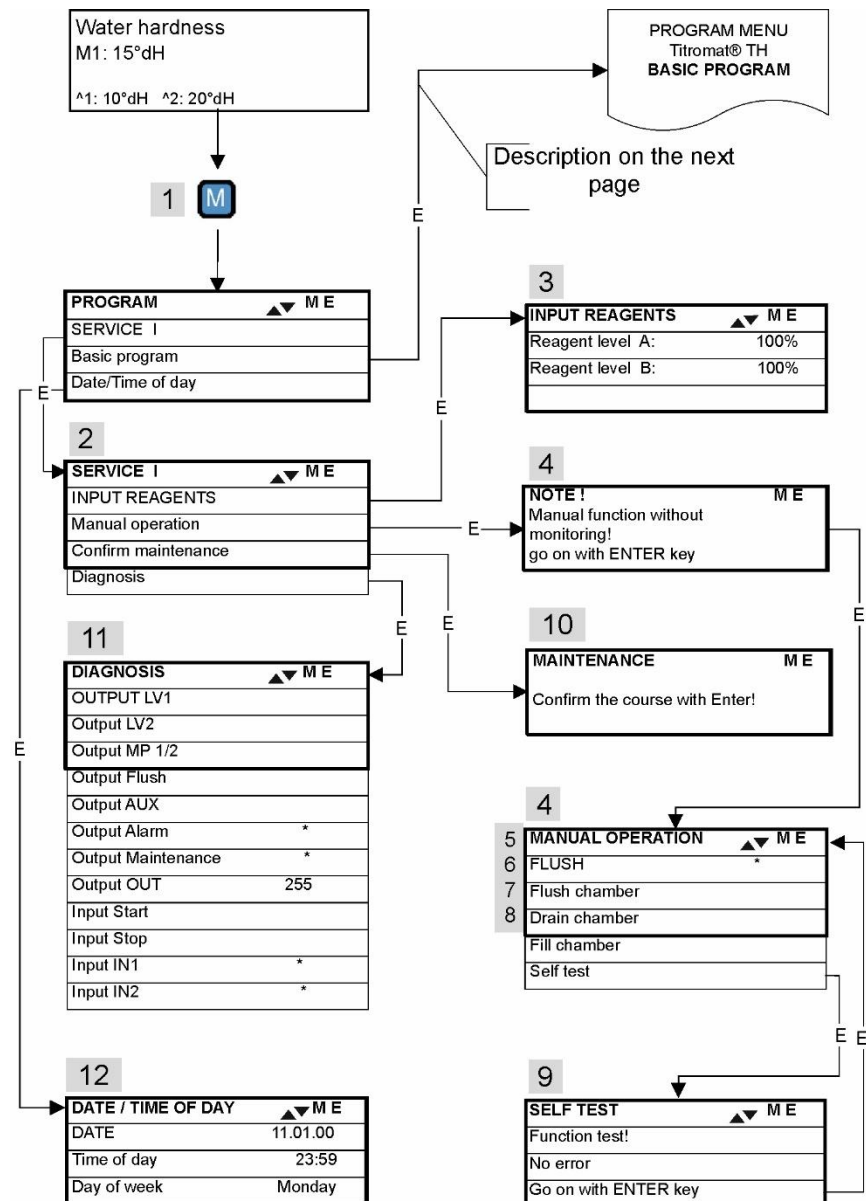 Water hardness
M1: 15°dH
^1: 10°dH ^2: 20°dH
PROGRAM MENU
Titromat® TH
BASIC PROGRAM
Description on the next
page
1 M
E
PROGRAM ▲▼ M E
SERVICE I
Basic program
Date/Time of day
E
3
INPUT REAGENTS ▲▼ M E
Reagent level A: 100%
Reagent level B: 100%
E
2
SERVICE I ▲▼ M E
INPUT REAGENTS
Manual operation
Confirm maintenance
Diagnosis
E
4
NOTE ! M E
Manual function without
monitoring!
go on with ENTER key
E
E
E
10
MAINTENANCE M E
Confirm the course with Enter!
11
DIAGNOSIS ▲▼ M E
OUTPUT LV1
Output LV2
Output MP 1/2
Output Flush
Output AUX
Output Alarm *
Output Maintenance *
Output OUT 255
Input Start
Input Stop
Input IN1 *
Input IN2 *
E
4
5 MANUAL OPERATION ▲▼ M E
6 FLUSH *
7 Flush chamber
8 Drain chamber
Fill chamber
Self test
E E
12
DATE / TIME OF DAY ▲▼ M E
DATE 11.01.00
Time of day 23:59
Day of week Monday
9
SELF TEST ▲▼ M E
Function test!
No error
Go on with ENTER key